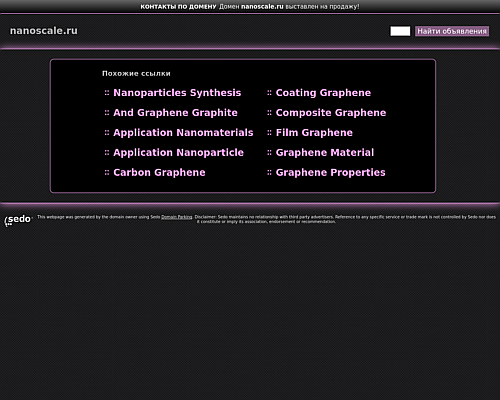 КОНТАКТЫ ПО ДОМЕНУ Домен nanoscale.ru выставлен на продажу!
nanoscale.ru
Найти объявления
Похожие ссылки
:: Nanoparticles Synthesis
:: And Graphene Graphite
:: Application Nanomaterials
:: Application Nanoparticle
:: Carbon Graphene
:: Coating Graphene
:: Composite Graphene
:: Film Graphene
:: Graphene Material
:: Graphene Properties
sedo
This webpage was generated by the domain owner using Sedo Domain Parking. Disclaimer: Sedo maintains no relationship with third party advertisers. Reference to any specific service or trade mark is not controlled by Sedo nor does
it constitute or imply its association, endorsement or recommendation.